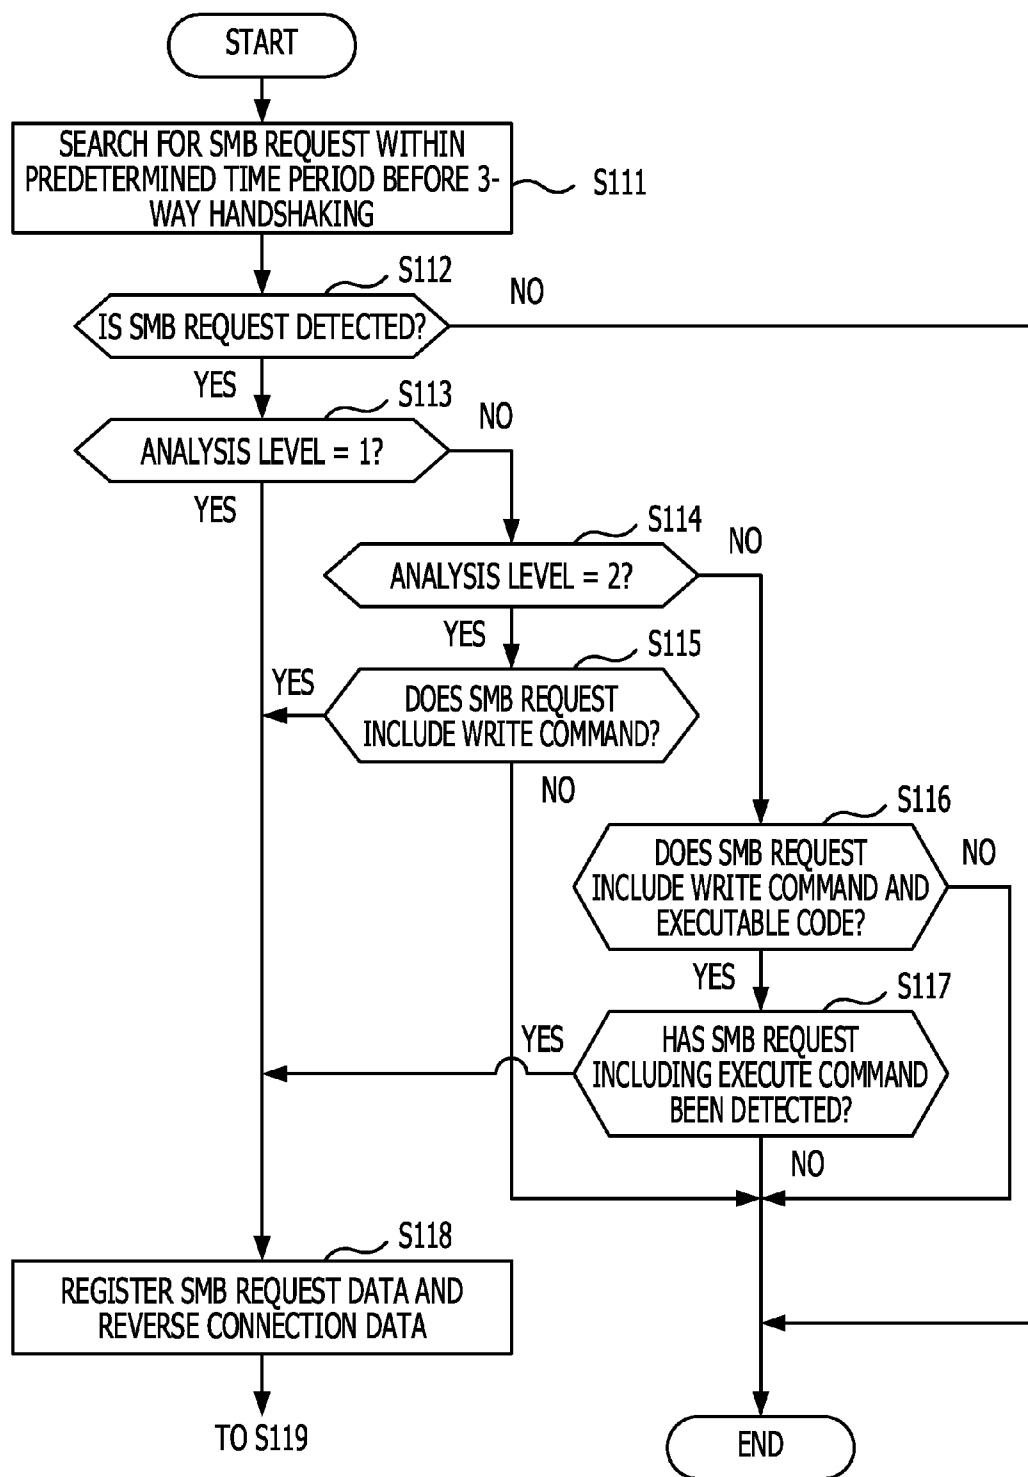 START
SEARCH FOR SMB REQUEST WITHIN
PREDETERMINED TIME PERIOD BEFORE 3-
WAY HANDSHAKING
S111
S112
IS SMB REQUEST DETECTED?
NO
YES
S113
ANALYSIS LEVEL = 1?
NO
YES
S114
ANALYSIS LEVEL = 2?
NO
YES
S115
DOES SMB REQUEST
INCLUDE WRITE COMMAND?
YES
NO
S116
DOES SMB REQUEST
INCLUDE WRITE COMMAND AND
EXECUTABLE CODE?
NO
YES
S117
HAS SMB REQUEST
INCLUDING EXECUTE COMMAND
BEEN DETECTED?
YES
NO
S118
REGISTER SMB REQUEST DATA AND
REVERSE CONNECTION DATA
TO S119
END